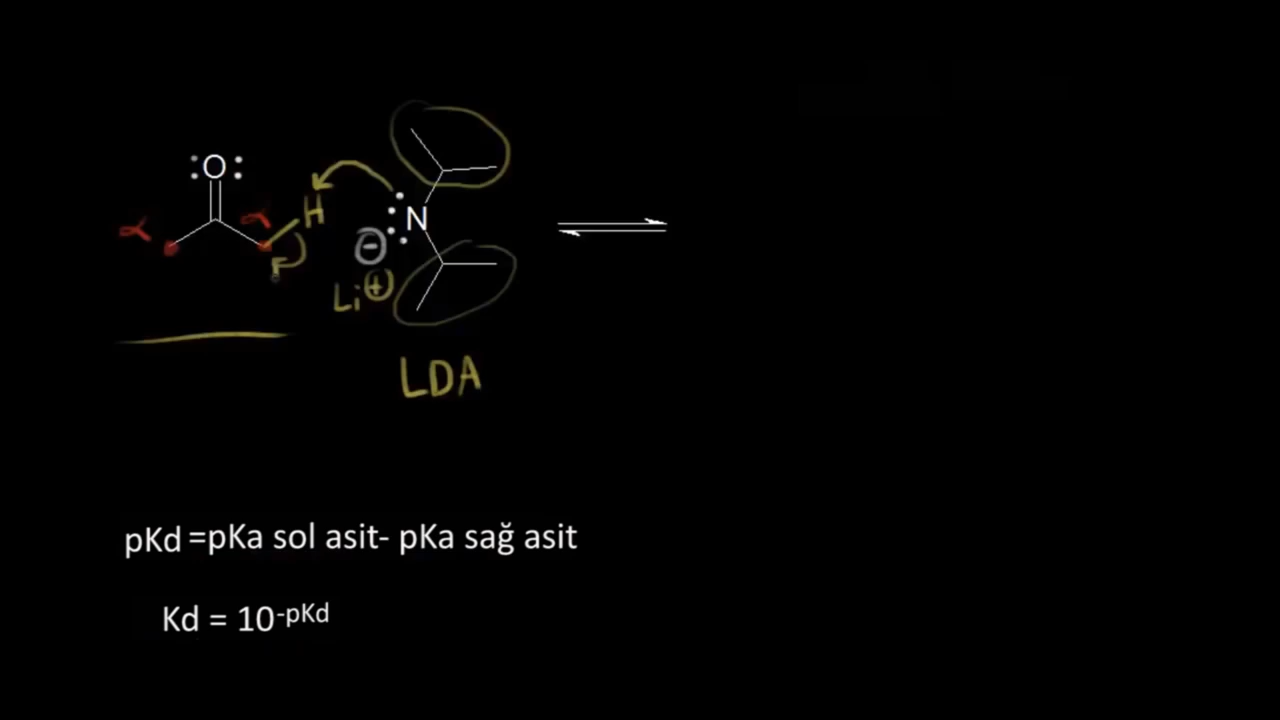 :O:
α α H
N
⊖
Li⊕
LDA
pKd =pKa sol asit- pKa sağ asit
Kd = 10-pKd